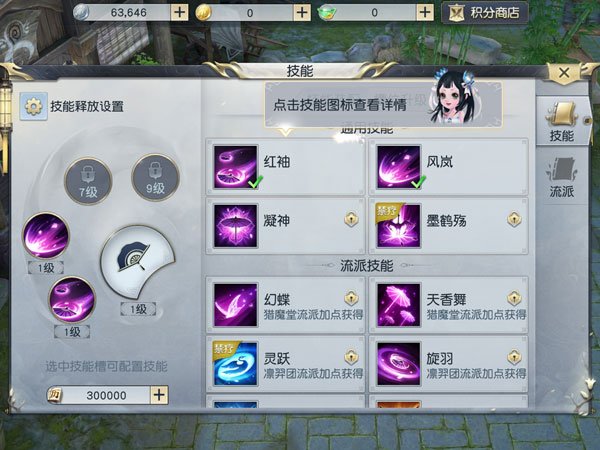 63,646
0
0
积分商店
技能
技能释放设置
点击技能图标查看详情
技能
流派
通用技能
红袖
风岚
7级
9级
凝神
禁疗
墨鹤殇
流派技能
1级
1级
1级
幻蝶
猎魔堂流派加点获得
天香舞
猎魔堂流派加点获得
禁疗
灵跃
凛羿团流派加点获得
旋羽
凛羿团流派加点获得
选中技能槽可配置技能
300000